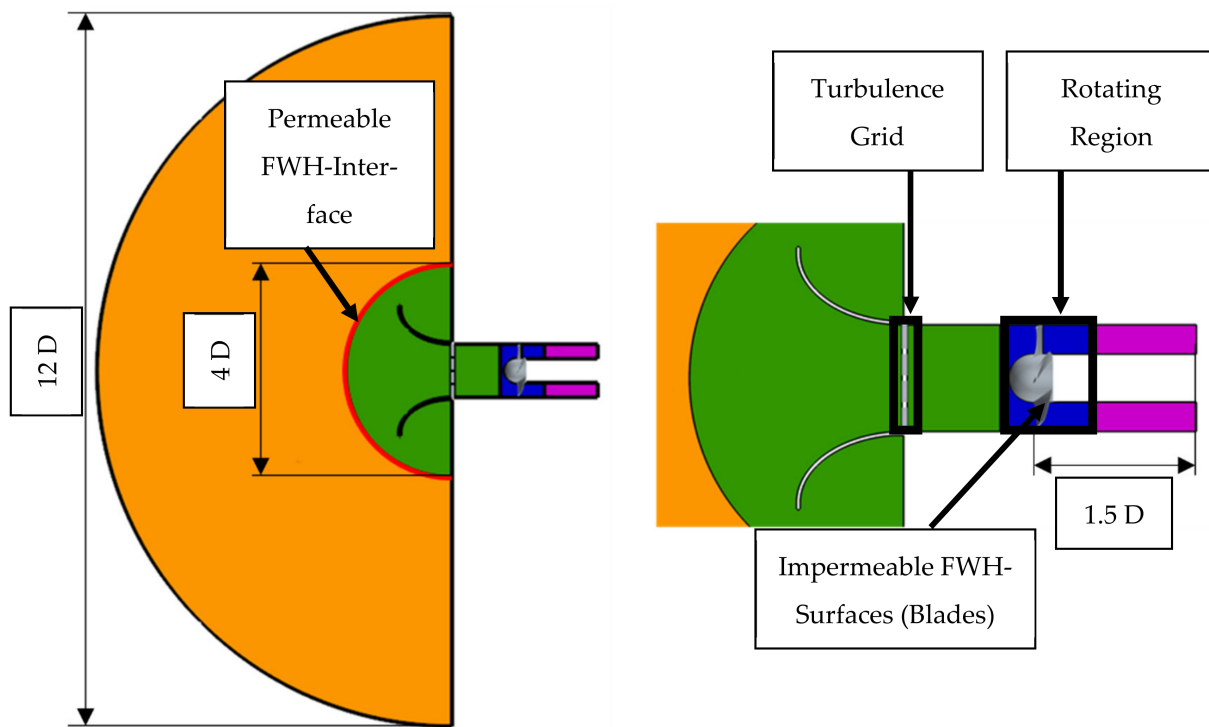 Permeable
FWH-Inter-
face
12 D
4 D
Turbulence
Grid
Rotating
Region
1.5 D
Impermeable FWH-
Surfaces (Blades)